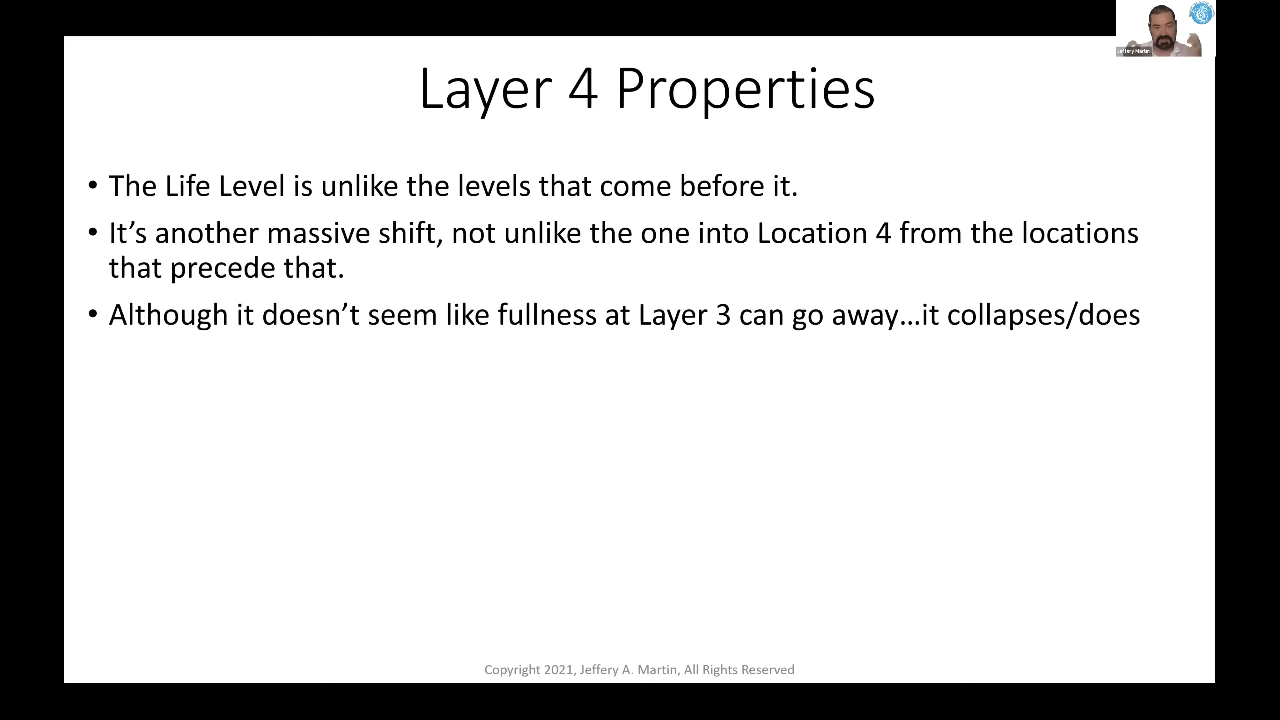 Jeffery Martin
Layer 4 Properties
• The Life Level is unlike the levels that come before it.
• It’s another massive shift, not unlike the one into Location 4 from the locations
that precede that.
• Although it doesn’t seem like fullness at Layer 3 can go away…it collapses/does
Copyright 2021, Jeffery A. Martin, All Rights Reserved